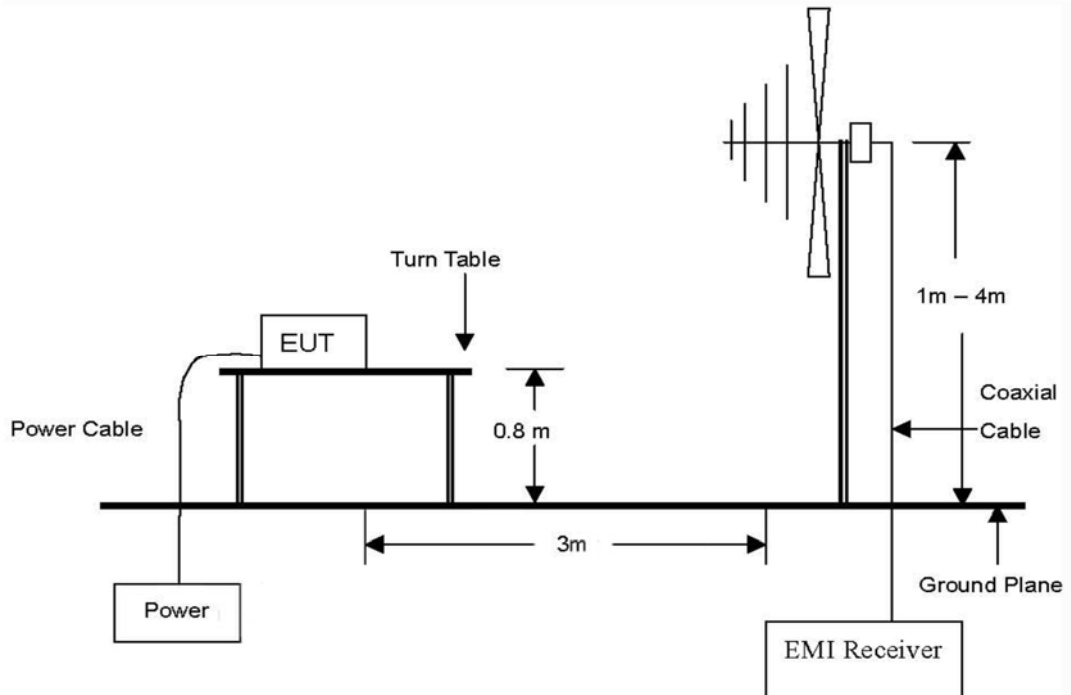 Turn Table
1m – 4m
EUT
Coaxial
Cable
Power Cable
0.8 m
3m
Ground Plane
Power
EMI Receiver